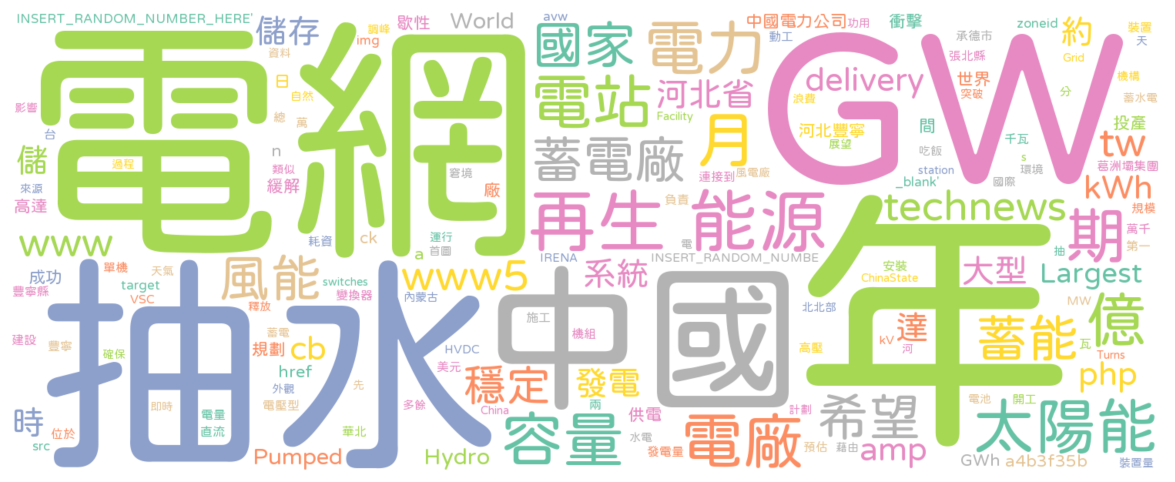 INSERT_RANDOM_NUMBER_HERE'
儲存
調峰
歇性
World
avw
國家
電力
中國電力公司
功用
衝擊
zoneid
約
裝置
天
資料
img
動工
承德市
Grid
電網
GW
影響
日
自然
總
萬
台
電站
河北省
delivery
張北縣
世界
突破
機構
蓄水電
Facility
月
浪費
河北豐寧
展望
間
分
投產
儲
過程
n
類似
窘境
蓄電廠
千瓦
吃飯
s
環境
tw
來源
高達
緩解
廠
連接到
風電廠
station
_blank'
國際
葛洲壩集團
kWh
規模
再生
能源
負責
technews
期
萬千
第一
www
耗資
ck
運行
首圖
a
電
年
抽
IRENA
INSERT_RANDOM_NUMBE
抽水
中國
成功
單機
天氣
風能
www5
系統
安裝
ChinaState
大型
Largest
豐寧縣
target
VSC
釋放
switches
變換器
內蒙古
北北部
MW
億
建設
豐寧
確保
蓄電
規劃
cb
HVDC
施工
機組
達
kV
河
蓄能
瓦
href
外觀
美元
穩定
發電
高壓
Turns
php
時
即時
電量
直流
電壓型
先
多餘
China
兩
供電
計劃
電池
開工
src
位於
華北
容量
水電
發電量
電廠
預估
希望
藉由
太陽能
Pumped
Hydro
amp
GWh
a4b3f35b
裝置量